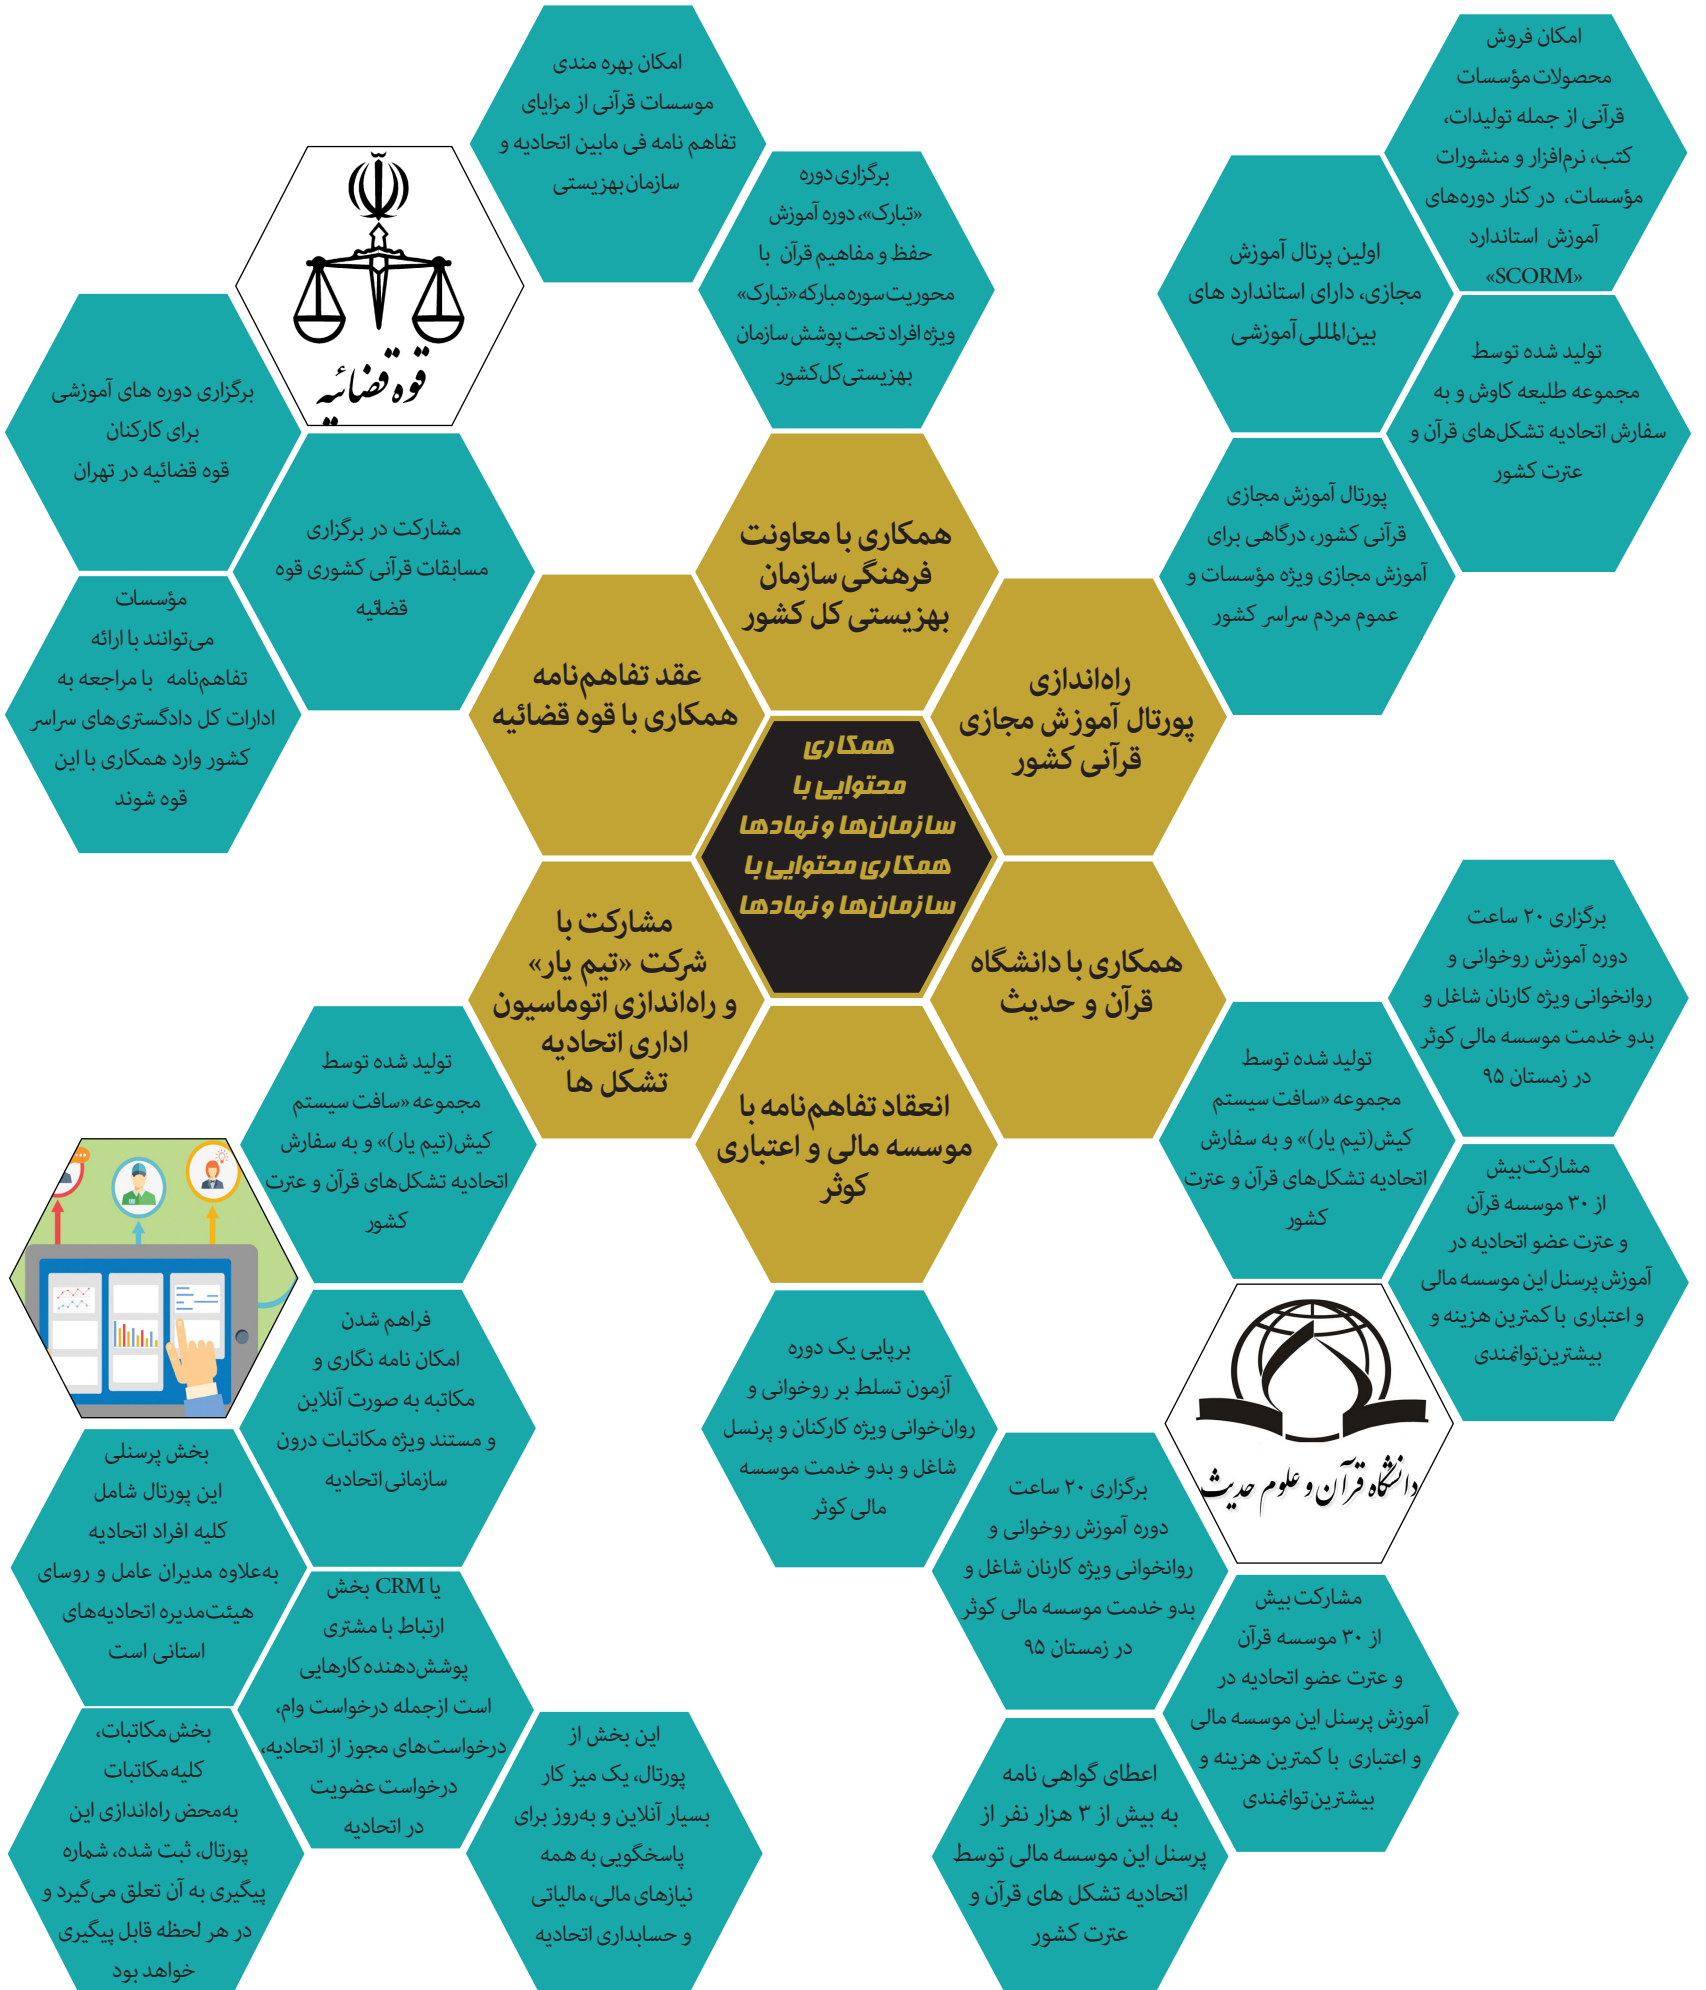 امکان بهره مندی
موسسات قرآنی از مزایای
تفاهم نامه فی مابین اتحادیه و
سازمان بهزیستی
برگزاری دوره
«تبارک»، دوره آموزش
حفظ و مفاهیم قرآن با
محوریت سوره مبارکه «تبارک»
ویژه افراد تحت پوشش سازمان
بهزیستی کل کشور
همکاری با معاونت
فرهنگی سازمان
بهزیستی کل کشور
امکان فروش
محصولات مؤسسات
قرآنی از جمله تولیدات،
کتب، نرم‌افزار و منشورات
مؤسسات، در کنار دوره‌های
آموزش استاندارد
«SCORM»
اولین پرتال آموزش
مجازی، دارای استاندارد های
بین‌المللی آموزشی
تولید شده توسط
مجموعه طلیعه کاوش و به
سفارش اتحادیه تشکل‌های قرآن و
عترت کشور
پورتال آموزش مجازی
قرآنی کشور، درگاهی برای
آموزش مجازی ویژه مؤسسات و
عموم مردم سراسر کشور
راه‌اندازی
پورتال آموزش مجازی
قرآنی کشور
قوه قضائیه
برگزاری دوره های آموزشی
برای کارکنان
قوه قضائیه در تهران
مشارکت در برگزاری
مسابقات قرآنی کشوری قوه
قضائیه
مؤسسات
می‌توانند با ارائه
تفاهم‌نامه با مراجعه به
ادارات کل دادگستری‌های سراسر
کشور وارد همکاری با این
قوه شوند
عقد تفاهم‌نامه
همکاری با قوه قضائیه
همکاری
محتوایی با
سازمان‌ها و نهادها
همکاری محتوایی با
سازمان‌ها و نهادها
همکاری با دانشگاه
قرآن و حدیث
برگزاری ۲۰ ساعت
دوره آموزش روخوانی و
روانخوانی ویژه کارنان شاغل و
بدو خدمت موسسه مالی کوثر
در زمستان ۹۵
تولید شده توسط
مجموعه «سافت سیستم
کیش(تیم یار)» و به سفارش
اتحادیه تشکل‌های قرآن و عترت
کشور
مشارکت بیش
از ۳۰ موسسه قرآن
و عترت عضو اتحادیه در
آموزش پرسنل این موسسه مالی
و اعتباری با کمترین هزینه و
بیشترین توانمندی
دانشگاه قرآن و علوم حدیث
مشارکت با
شرکت «تیم یار»
و راه‌اندازی اتوماسیون
اداری اتحادیه
تشکل ها
تولید شده توسط
مجموعه «سافت سیستم
کیش(تیم یار)» و به سفارش
اتحادیه تشکل‌های قرآن و عترت
کشور
فراهم شدن
امکان نامه نگاری و
مکاتبه به صورت آنلاین
و مستند ویژه مکاتبات درون
سازمانی اتحادیه
بخش پرسنلی
این پورتال شامل
کلیه افراد اتحادیه
به‌علاوه مدیران عامل و روسای
هیئت‌مدیره اتحادیه‌های
استانی است
یا CRM بخش
ارتباط با مشتری
پوشش‌دهنده کارهایی
است ازجمله درخواست وام،
درخواست‌های مجوز از اتحادیه،
درخواست عضویت
در اتحادیه
بخش مکاتبات،
کلیه مکاتبات
به‌محض راه‌اندازی این
پورتال، ثبت شده، شماره
پیگیری به آن تعلق می‌گیرد و
در هر لحظه قابل پیگیری
خواهد بود
این بخش از
پورتال، یک میز کار
بسیار آنلاین و به‌روز برای
پاسخگویی به همه
نیازهای مالی، مالیاتی
و حسابداری اتحادیه
انعقاد تفاهم‌نامه با
موسسه مالی و اعتباری
کوثر
برپایی یک دوره
آزمون تسلط بر روخوانی و
روان‌خوانی ویژه کارکنان و پرنسل
شاغل و بدو خدمت موسسه
مالی کوثر
برگزاری ۲۰ ساعت
دوره آموزش روخوانی و
روانخوانی ویژه کارنان شاغل و
بدو خدمت موسسه مالی کوثر
در زمستان ۹۵
مشارکت بیش
از ۳۰ موسسه قرآن
و عترت عضو اتحادیه در
آموزش پرسنل این موسسه مالی
و اعتباری با کمترین هزینه و
بیشترین توانمندی
اعطای گواهی نامه
به بیش از ۳ هزار نفر از
پرسنل این موسسه مالی توسط
اتحادیه تشکل های قرآن و
عترت کشور